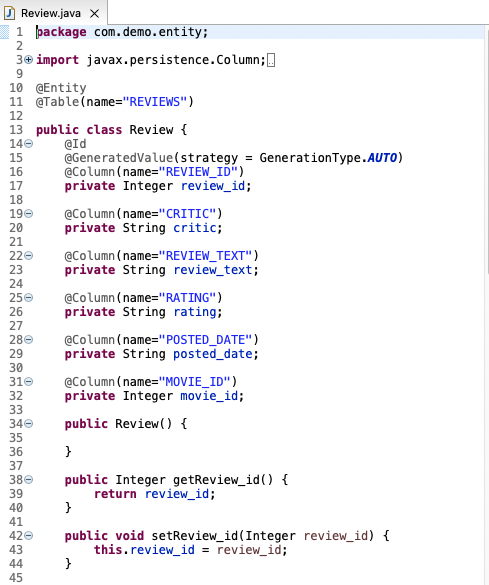 Review.java
1 package com.demo.entity;
2
3 import javax.persistence.Column;
9
10 @Entity
11 @Table(name="REVIEWS")
12
13 public class Review {
14     @Id
15     @GeneratedValue(strategy = GenerationType.AUTO)
16     @Column(name="REVIEW_ID")
17     private Integer review_id;
18
19     @Column(name="CRITIC")
20     private String critic;
21
22     @Column(name="REVIEW_TEXT")
23     private String review_text;
24
25     @Column(name="RATING")
26     private String rating;
27
28     @Column(name="POSTED_DATE")
29     private String posted_date;
30
31     @Column(name="MOVIE_ID")
32     private Integer movie_id;
33
34     public Review() {
35
36     }
37
38     public Integer getReview_id() {
39         return review_id;
40     }
41
42     public void setReview_id(Integer review_id) {
43         this.review_id = review_id;
44     }
45